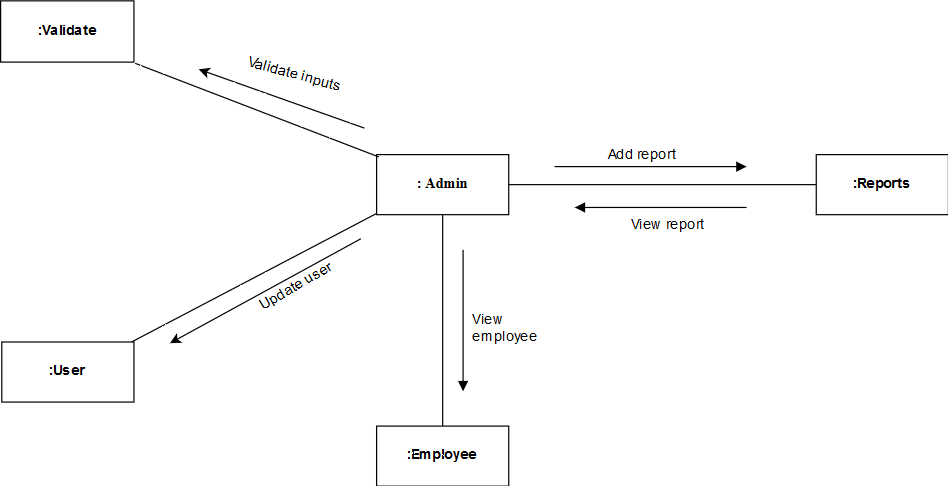 :Validate
Validate inputs
: Admin
Add report
:Reports
View report
Update user
View
employee
:User
:Employee